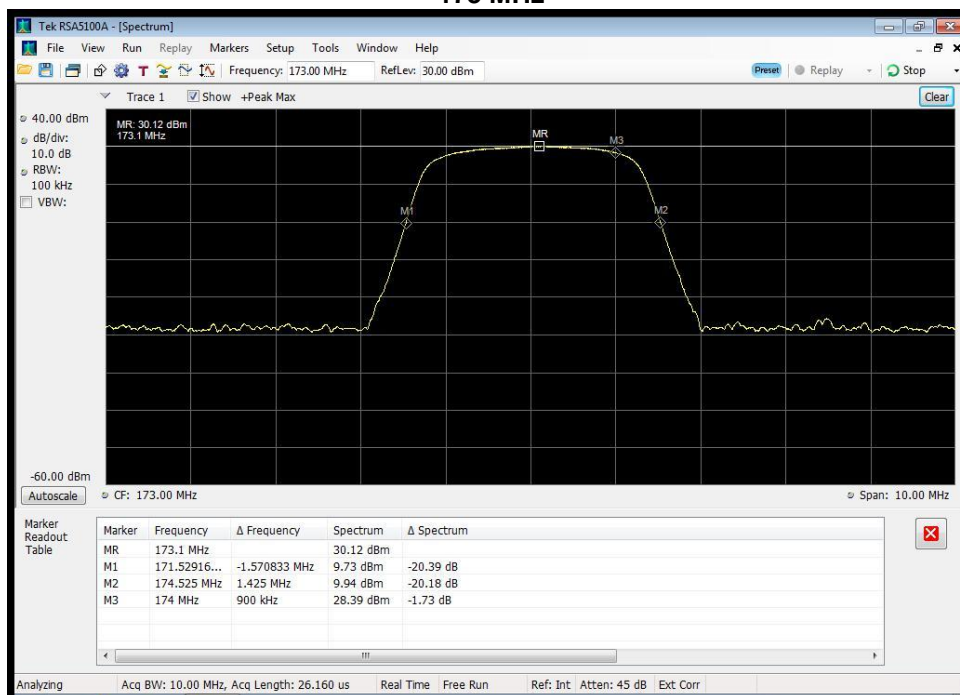 173 MHz
Tek RSA5100A - [Spectrum]
File View Run Replay Markers Setup Tools Window Help
Frequency: 173.00 MHz RefLev: 30.00 dBm Preset Replay Stop
Trace 1 Show +Peak Max Clear
40.00 dBm
dB/div:
10.0 dB
RBW:
100 kHz
VBW:
MR: 30.12 dBm
173.1 MHz
MR
M3
M1
M2
-60.00 dBm
Autoscale CF: 173.00 MHz Span: 10.00 MHz
Marker Readout Table
Marker Frequency Δ Frequency Spectrum Δ Spectrum
MR 173.1 MHz 30.12 dBm
M1 171.52916... -1.570833 MHz 9.73 dBm -20.39 dB
M2 174.525 MHz 1.425 MHz 9.94 dBm -20.18 dB
M3 174 MHz 900 kHz 28.39 dBm -1.73 dB
Analyzing Acq BW: 10.00 MHz, Acq Length: 26.160 us Real Time Free Run Ref: Int Atten: 45 dB Ext Corr